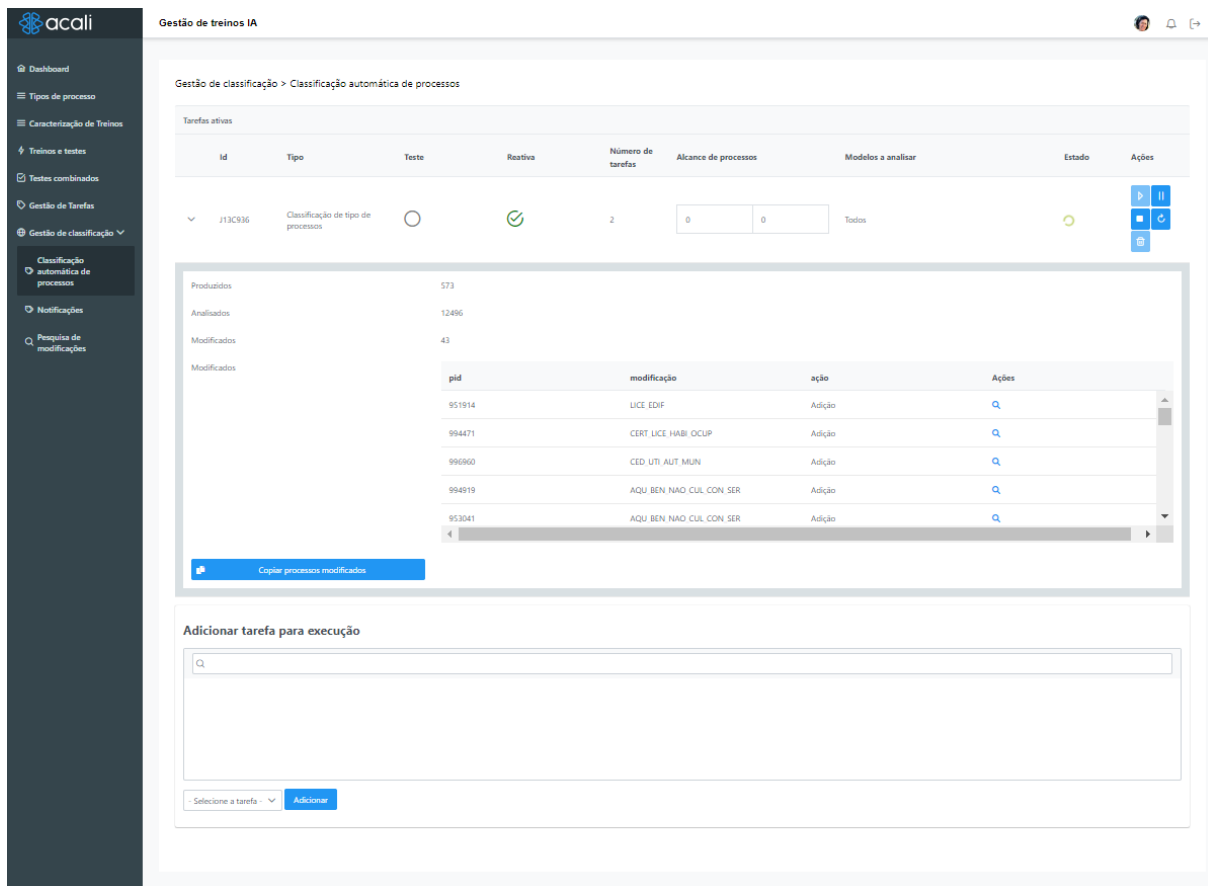 acali
Gestão de treinos IA
Dashboard
Tipos de processo
Caracterização de Treinos
Treinos e testes
Testes combinados
Gestão de Tarefas
Gestão de classificação
Classificação
automática de
processos
Notificações
Pesquisa de
modificações
Gestão de classificação > Classificação automática de processos
Tarefas ativas
Id Tipo Teste Reativa Número de tarefas Alcance de processos Modelos a analisar Estado Ações
J13C936 Classificação de tipo de processos 2 0 0 Todos
Produzidos 573
Analisados 12496
Modificados 43
Modificados
pid modificação ação Ações
951914 LICE_EDIF Adição
994471 CERT_LICE_HABI_OCUP Adição
996960 CED_UTI_AUT_MUN Adição
994919 AQU_BEN_NAO_CUL_CON_SER Adição
953041 AQU_BEN_NAO_CUL_CON_SER Adição
Copiar processos modificados
Adicionar tarefa para execução
- Selecione a tarefa -
Adicionar